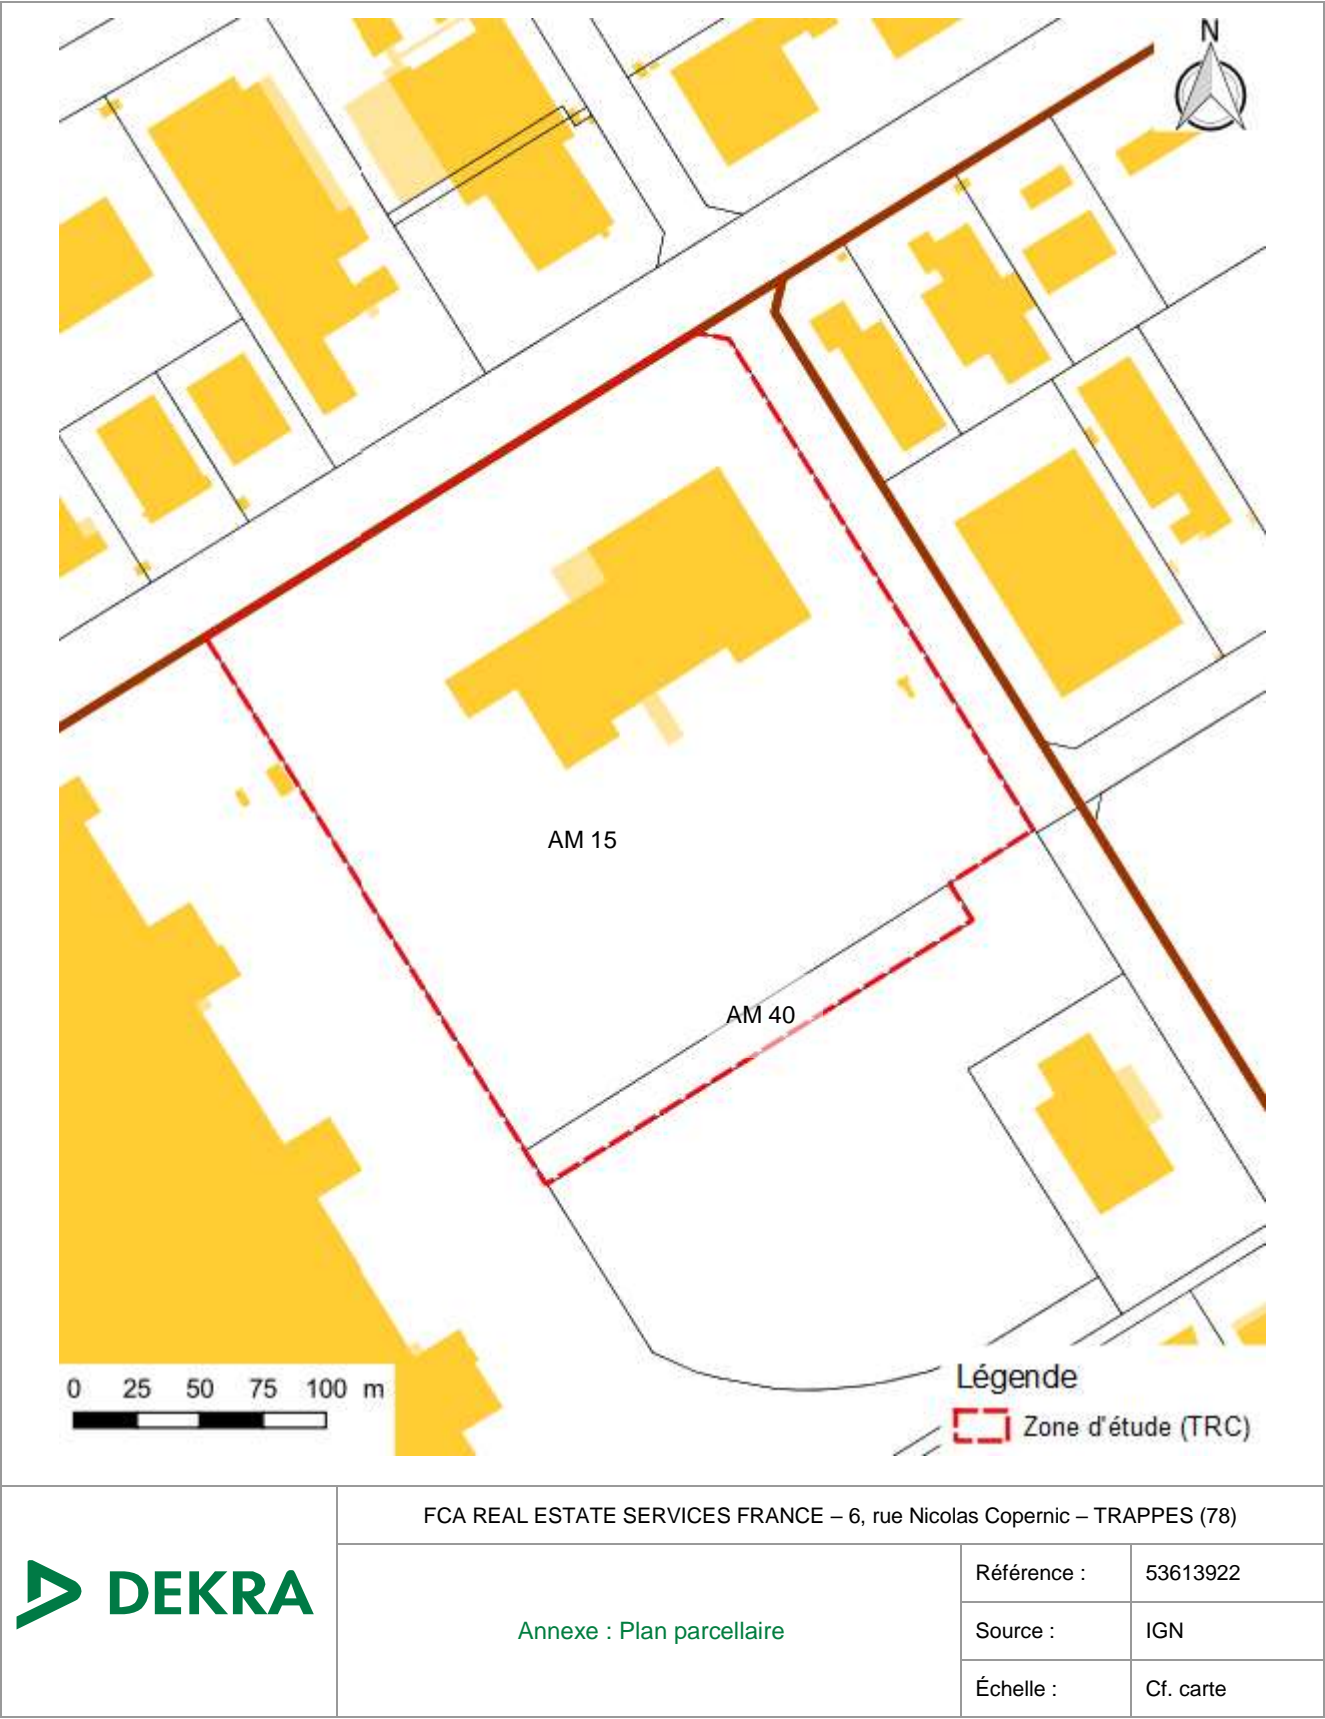 N
AM 15
AM 40
0 25 50 75 100 m
Légende
Zone d'étude (TRC)
DEKRA
FCA REAL ESTATE SERVICES FRANCE – 6, rue Nicolas Copernic – TRAPPES (78)
Annexe : Plan parcellaire
Référence : 53613922
Source : IGN
Échelle : Cf. carte